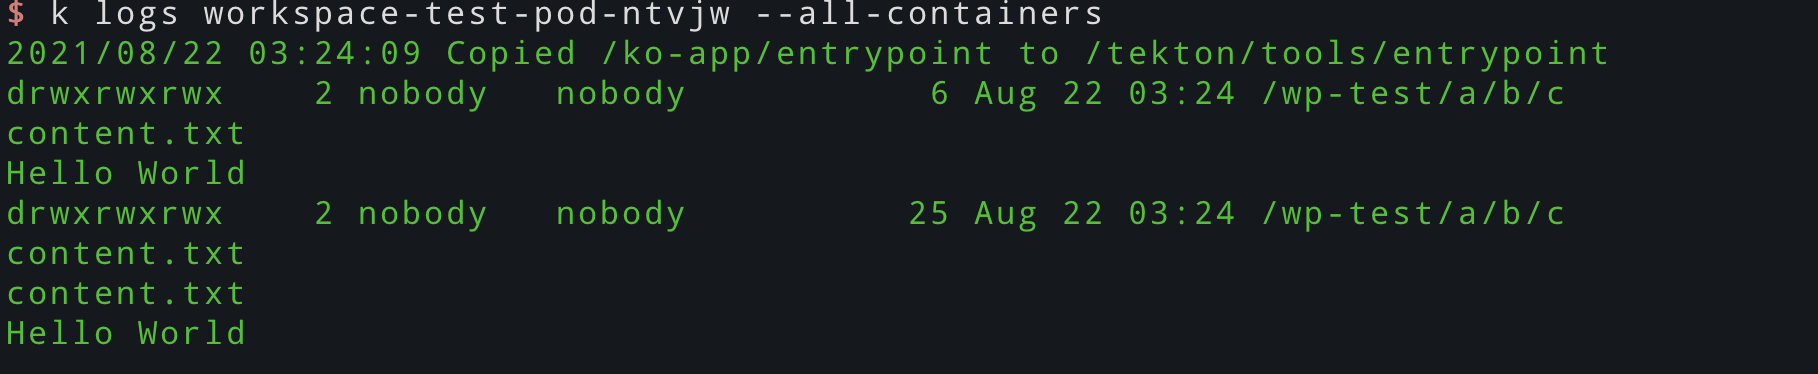 $ k logs workspace-test-pod-ntvjw --all-containers
2021/08/22 03:24:09 Copied /ko-app/entrypoint to /tekton/tools/entrypoint
drwxrwxrwx    2 nobody   nobody           6 Aug 22 03:24 /wp-test/a/b/c
content.txt
Hello World
drwxrwxrwx    2 nobody   nobody          25 Aug 22 03:24 /wp-test/a/b/c
content.txt
content.txt
Hello World